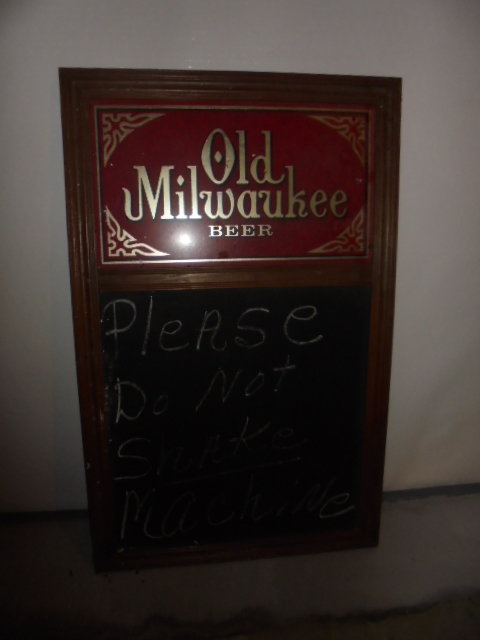 Old
Milwaukee
BEER
PleASe
Do Not
SHAKe
MachiNe